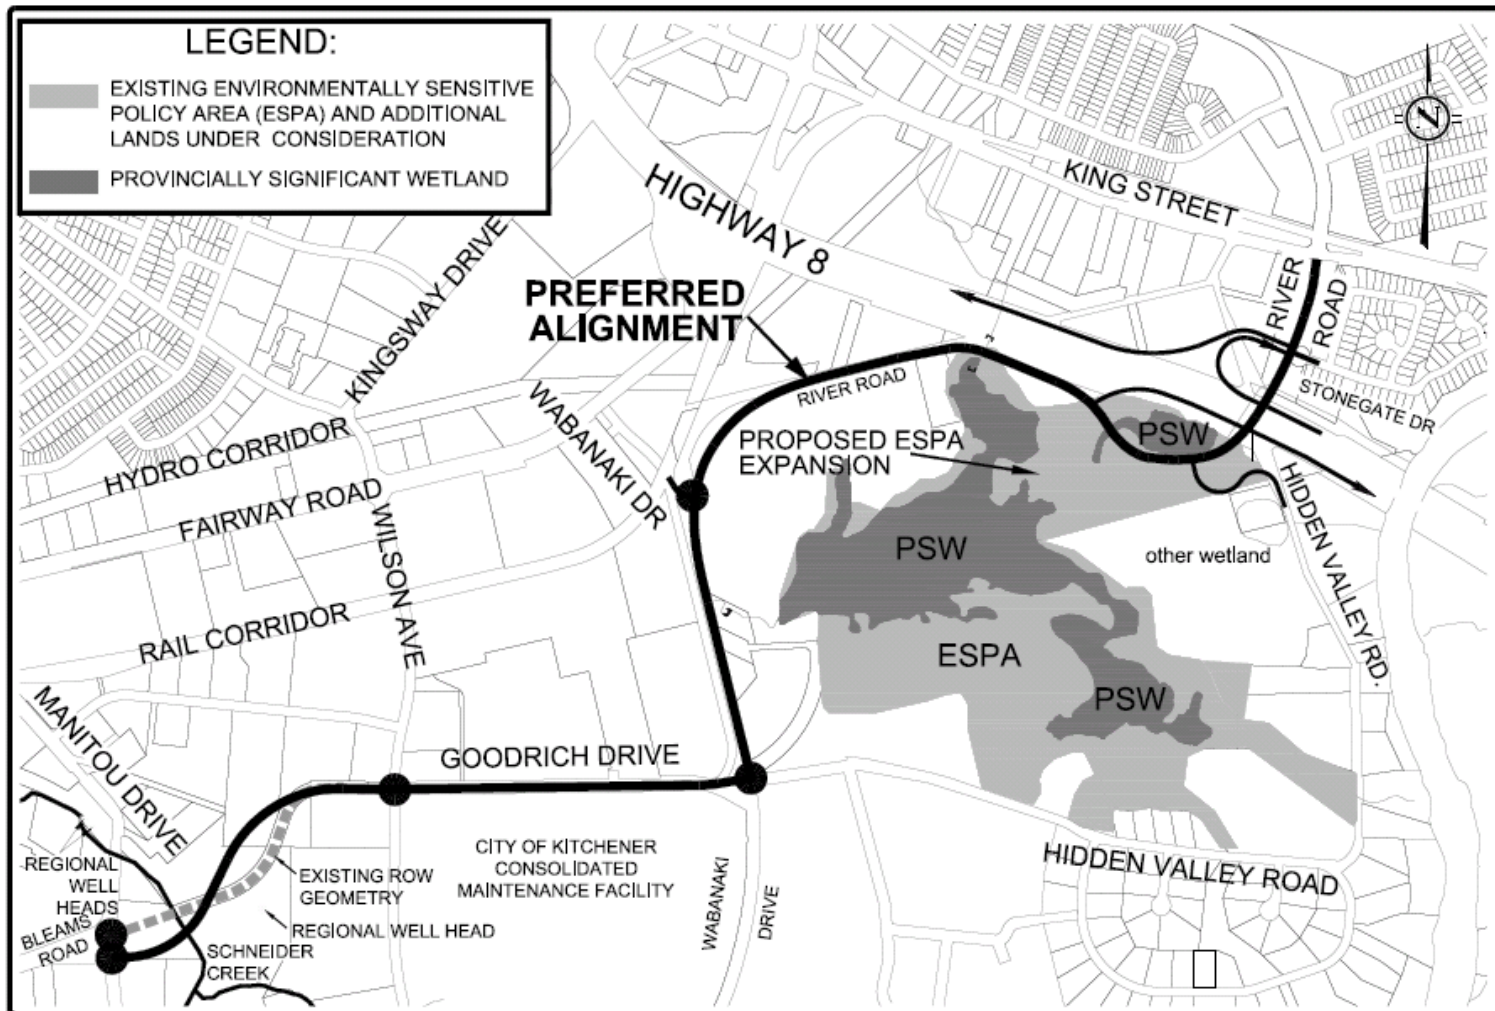 LEGEND:
EXISTING ENVIRONMENTALLY SENSITIVE
POLICY AREA (ESPA) AND ADDITIONAL
LANDS UNDER CONSIDERATION
PROVINCIALLY SIGNIFICANT WETLAND
N
KING STREET
HIGHWAY 8
KINGSWAY DRIVE
PREFERRED
ALIGNMENT
RIVER
ROAD
RIVER ROAD
STONEGATE DR
WABANAKI DR
HYDRO CORRIDOR
PSW
PROPOSED ESPA
EXPANSION
FAIRWAY ROAD
WILSON AVE
HIDDEN VALLEY RD.
PSW
other wetland
RAIL CORRIDOR
ESPA
PSW
MANITOU DRIVE
GOODRICH DRIVE
CITY OF KITCHENER
CONSOLIDATED
MAINTENANCE FACILITY
HIDDEN VALLEY ROAD
REGIONAL
WELL
HEADS
EXISTING ROW
GEOMETRY
WABANAKI
DRIVE
BLEAMS
ROAD
REGIONAL WELL HEAD
SCHNEIDER
CREEK